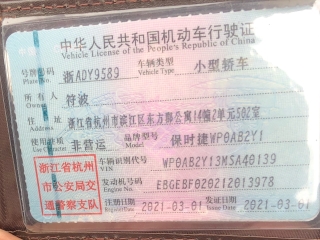 中华人民共和国机动车行驶证
Vehicle License of the People's Republic of China
号牌号码 浙A0Y9589 车辆类型 小型轿车
Plate No. Vehicle Type
所有人 符波
Owner
住址 浙江省杭州市滨江区东方郡公寓14幢2单元502室
Address
使用性质 非营运 品牌型号 保时捷WP0AB2Y1
Use Character Model
浙江省杭州市公安局交通警察支队
车辆识别代号 WP0AB2Y13MSA40139
VIN
发动机号码 EBGEBF020212013978
Engine No.
注册日期 2021-03-01 发证日期 2021-03-01
Register Date Issue Date